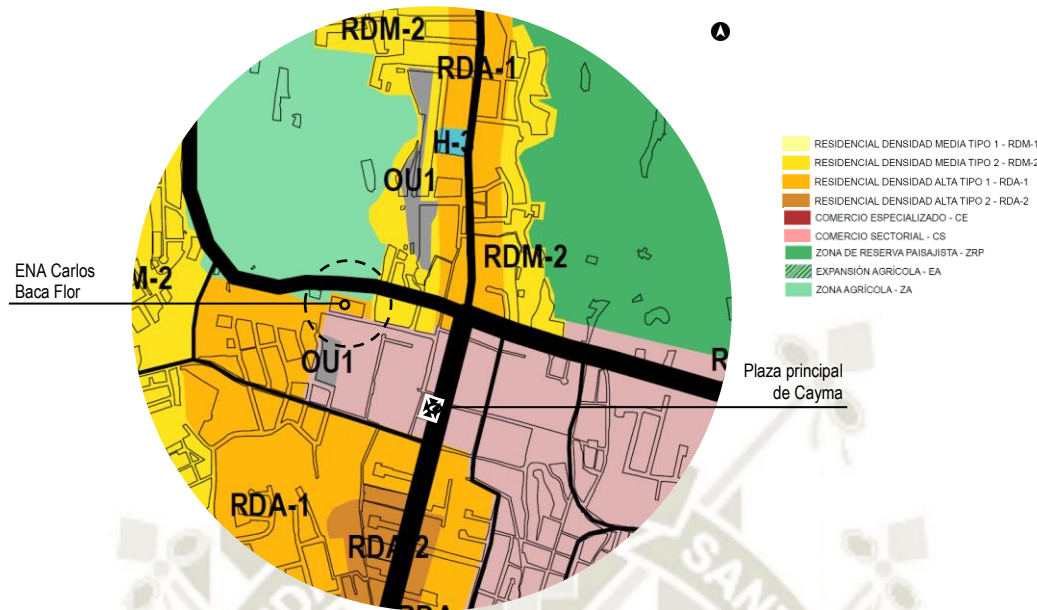 RDM-2
RDA-1
H-3
OU1
RDM-2
M-2
ENA Carlos
Baca Flor
OU1
R
Plaza principal
de Cayma
RDA-1
RDA-2
RDA
RESIDENCIAL DENSIDAD MEDIA TIPO 1 - RDM-1
RESIDENCIAL DENSIDAD MEDIA TIPO 2 - RDM-2
RESIDENCIAL DENSIDAD ALTA TIPO 1 - RDA-1
RESIDENCIAL DENSIDAD ALTA TIPO 2 - RDA-2
COMERCIO ESPECIALIZADO - CE
COMERCIO SECTORIAL - CS
ZONA DE RESERVA PAISAJISTA - ZRP
EXPANSIÓN AGRÍCOLA - EA
ZONA AGRÍCOLA - ZA
SAN